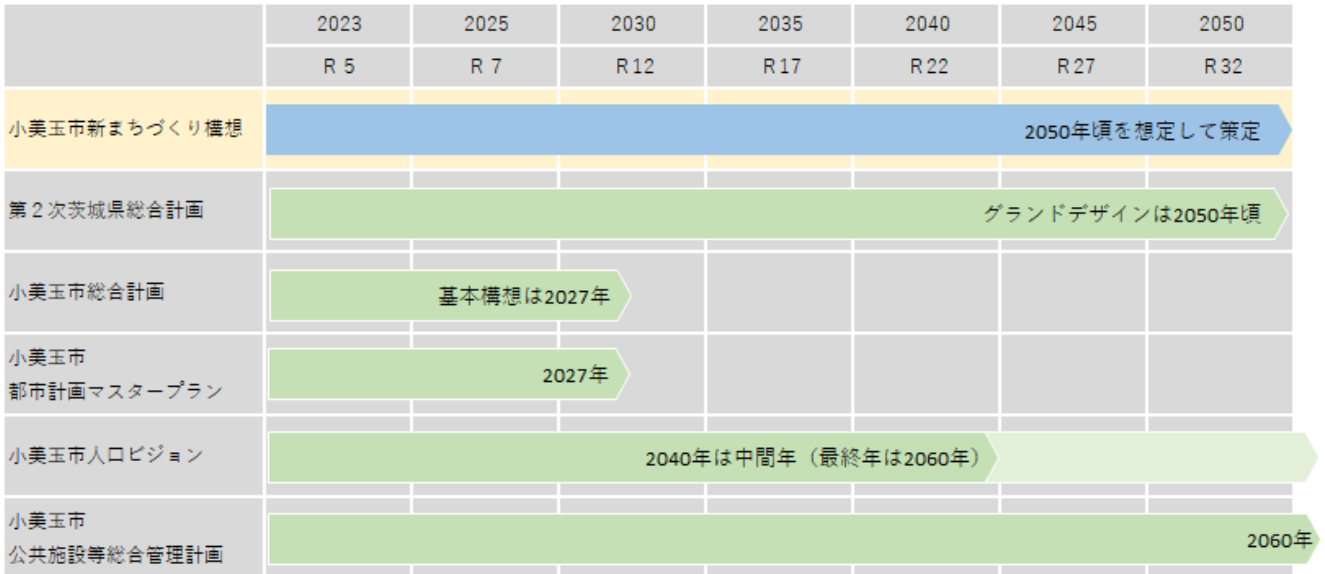 2023 2025 2030 2035 2040 2045 2050
R 5 R 7 R 12 R 17 R 22 R 27 R 32
小美玉市新まちづくり構想 2050年頃を想定して策定
第2次茨城県総合計画 グランドデザインは2050年頃
小美玉市総合計画 基本構想は2027年
小美玉市
都市計画マスタープラン 2027年
小美玉市人口ビジョン 2040年は中間年（最終年は2060年）
小美玉市
公共施設等総合管理計画 2060年